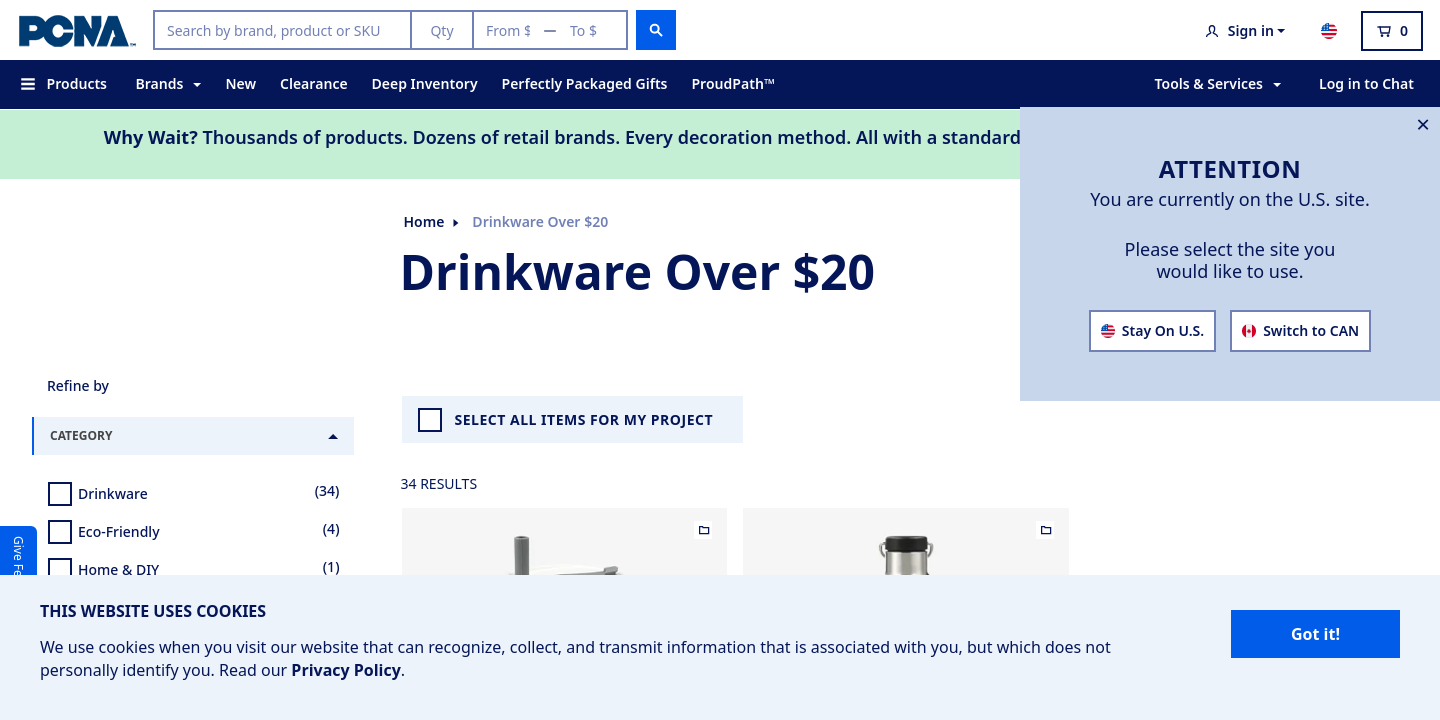 PCNA™
Search by brand, product or SKU
Qty
From $ — To $
Sign in
0
Products
Brands
New
Clearance
Deep Inventory
Perfectly Packaged Gifts
ProudPath™
Tools & Services
Log in to Chat
Why Wait? Thousands of products. Dozens of retail brands. Every decoration method. All with a standard
ATTENTION
You are currently on the U.S. site.
Please select the site you
would like to use.
Stay On U.S.
Switch to CAN
Home
Drinkware Over $20
Drinkware Over $20
Refine by
CATEGORY
Drinkware (34)
Eco-Friendly (4)
Home & DIY (1)
SELECT ALL ITEMS FOR MY PROJECT
34 RESULTS
Give
THIS WEBSITE USES COOKIES
We use cookies when you visit our website that can recognize, collect, and transmit information that is associated with you, but which does not
personally identify you. Read our Privacy Policy.
Got it!